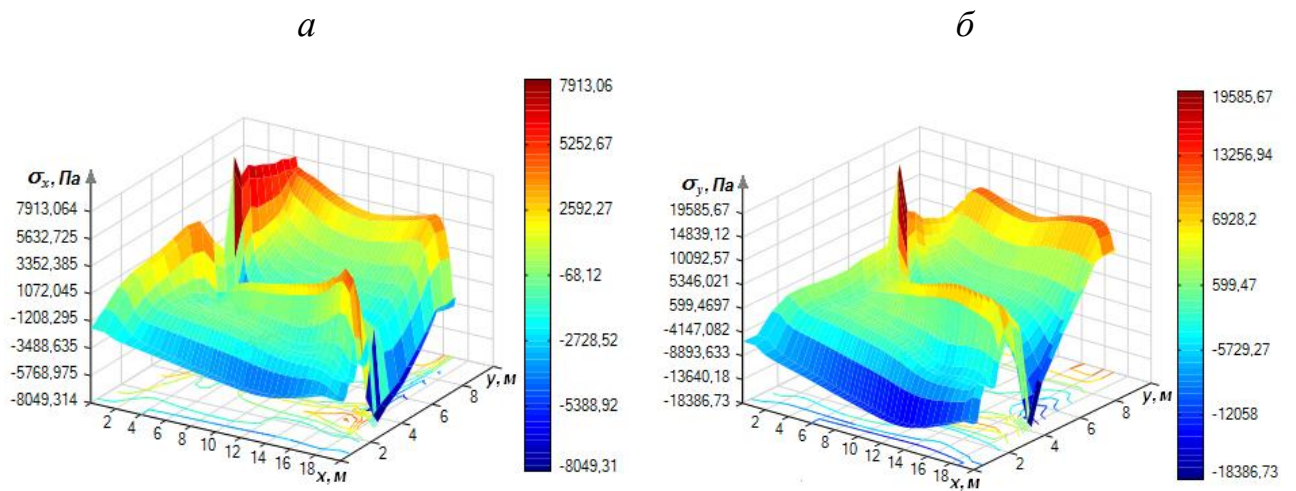 а
б
σx, Па
7913.064
5632.725
3352.385
1072.045
-1208.295
-3488.635
-5768.975
-8049.314
2 4 6 8 10 12 14 16 18
x, м
2 4 6 8
y, м
7913,06
5252,67
2592,27
-68,12
-2728,52
-5388,92
-8049,31
σy, Па
19585.67
14839,12
10092.57
5346,021
599.4697
-4147,082
-8893,633
-13640.18
-18386,73
2 4 6 8 10 12 14 16 18
x, м
2 4 6 8
y, м
19585,67
13256,94
6928,2
599,47
-5729,27
-12058
-18386,73